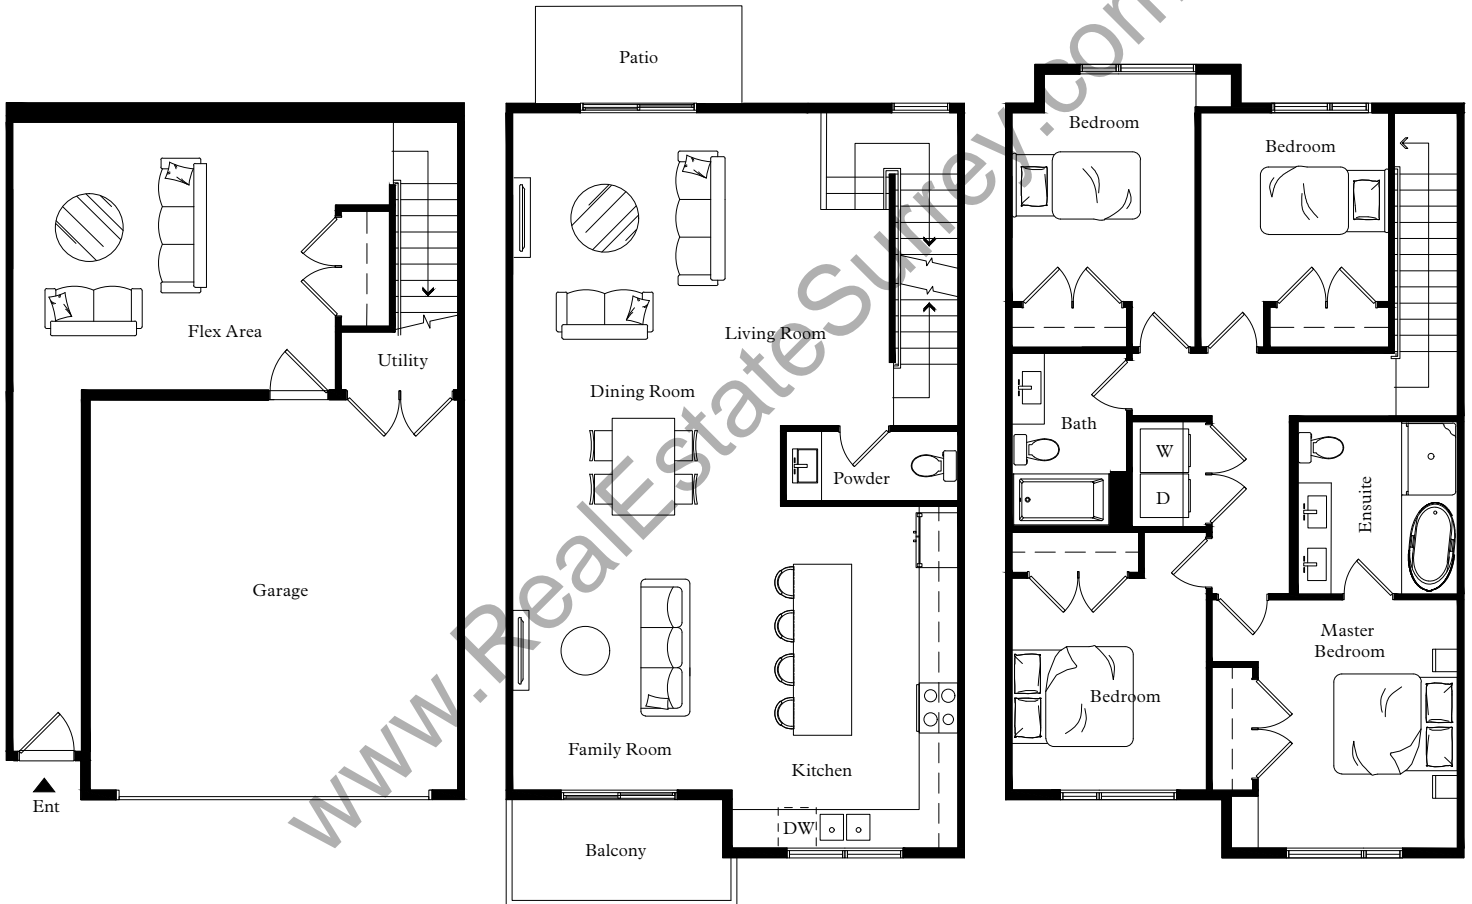 Flex Area
Utility
Garage
Ent
Patio
Living Room
Dining Room
Powder
Family Room
Kitchen
DW
Balcony
Bedroom
Bedroom
Bath
W
D
Ensuite
Bedroom
Master
Bedroom
www.RealEstateSurrey.com